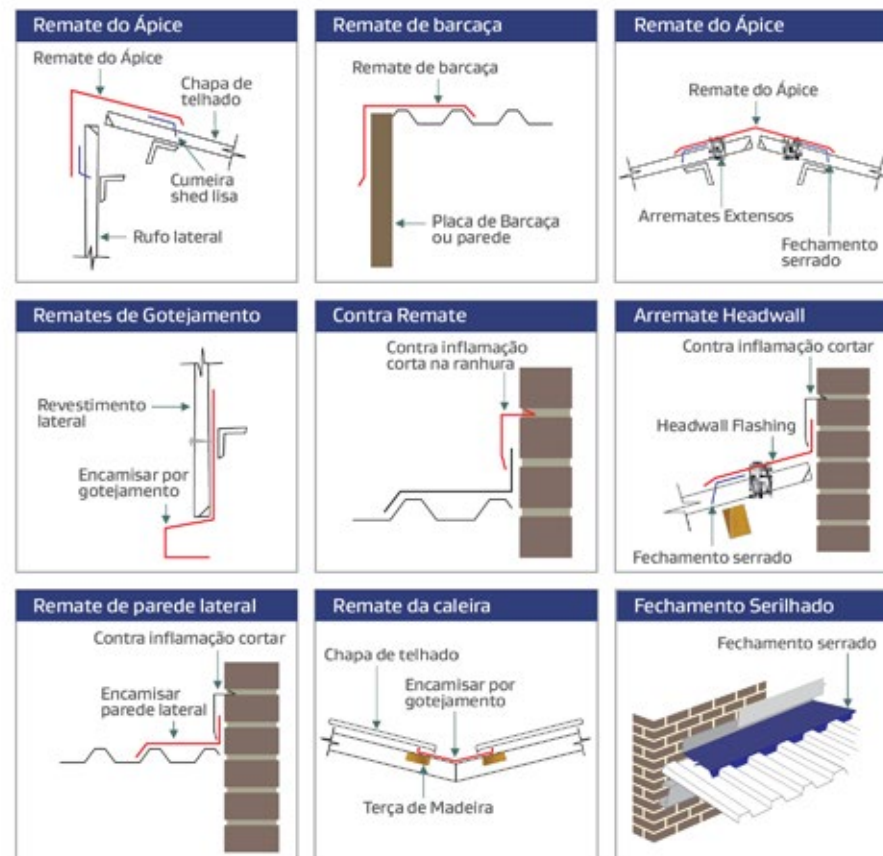 Remate do Ápice
Remate do Ápice
Chapa de
telhado
Cumeira
shed lisa
Rufo lateral
Remate de barcaça
Remate de barcaça
Placa de Barcaça
ou parede
Remate do Ápice
Remate do Ápice
Arremates Extensos
Fechamento
serrado
Remates de Gotejamento
Revestimento
lateral
Encamisar por
gotejamento
Contra Remate
Contra inflamação
corta na ranhura
Arremate Headwall
Contra inflamação cortar
Headwall Flashing
Fechamento serrado
Remate de parede lateral
Contra inflamação cortar
Encamisar
parede lateral
Remate da caleira
Chapa de telhado
Encamisar por
gotejamento
Terça de Madeira
Fechamento Serilhado
Fechamento serrado